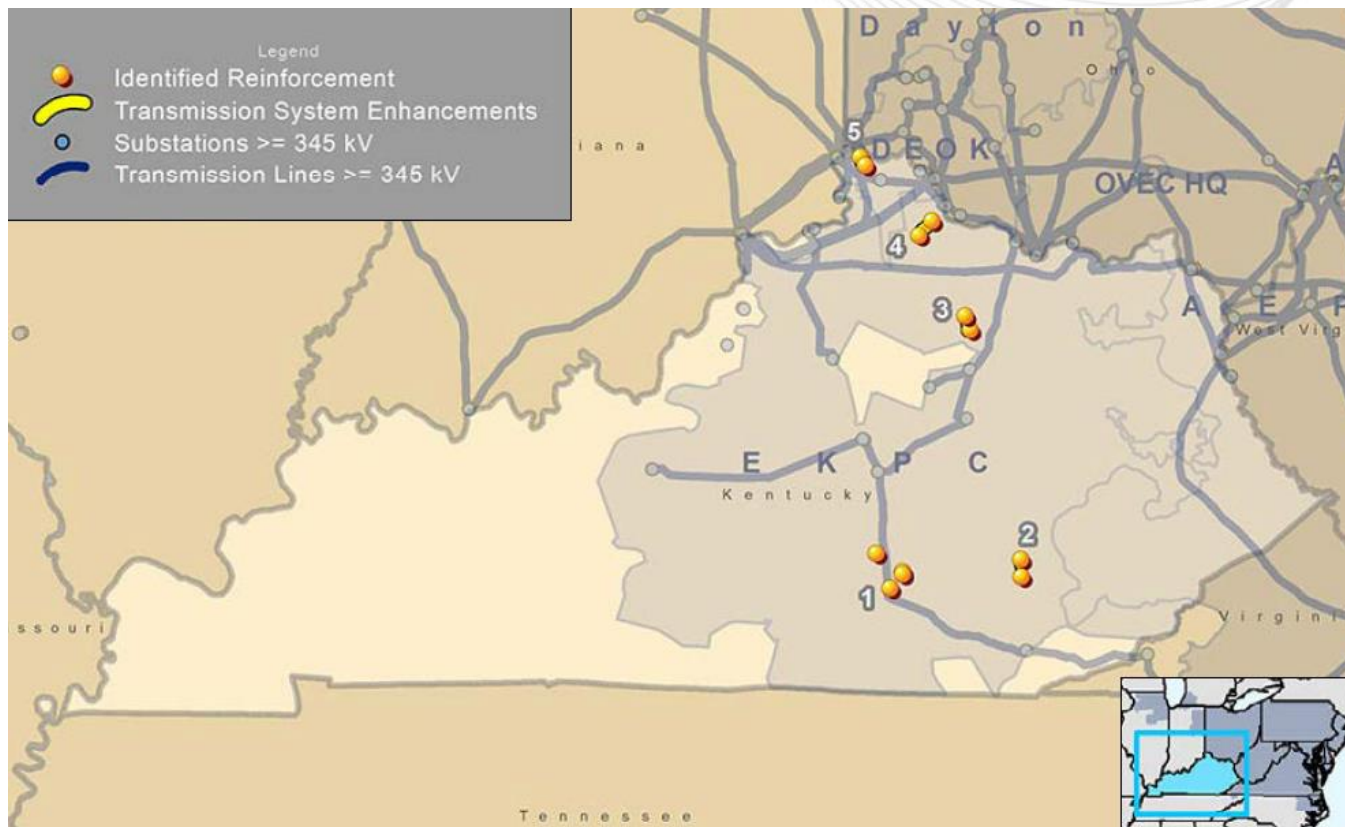 Legend
Identified Reinforcement
Transmission System Enhancements
Substations >= 345 kV
Transmission Lines >= 345 kV
Dayton
Ohio
iana
5
DEOK
OVEC HQ
A
4
3
AEP
West Virg
EKPC
Kentucky
2
1
Virgini
ssouri
Tennessee